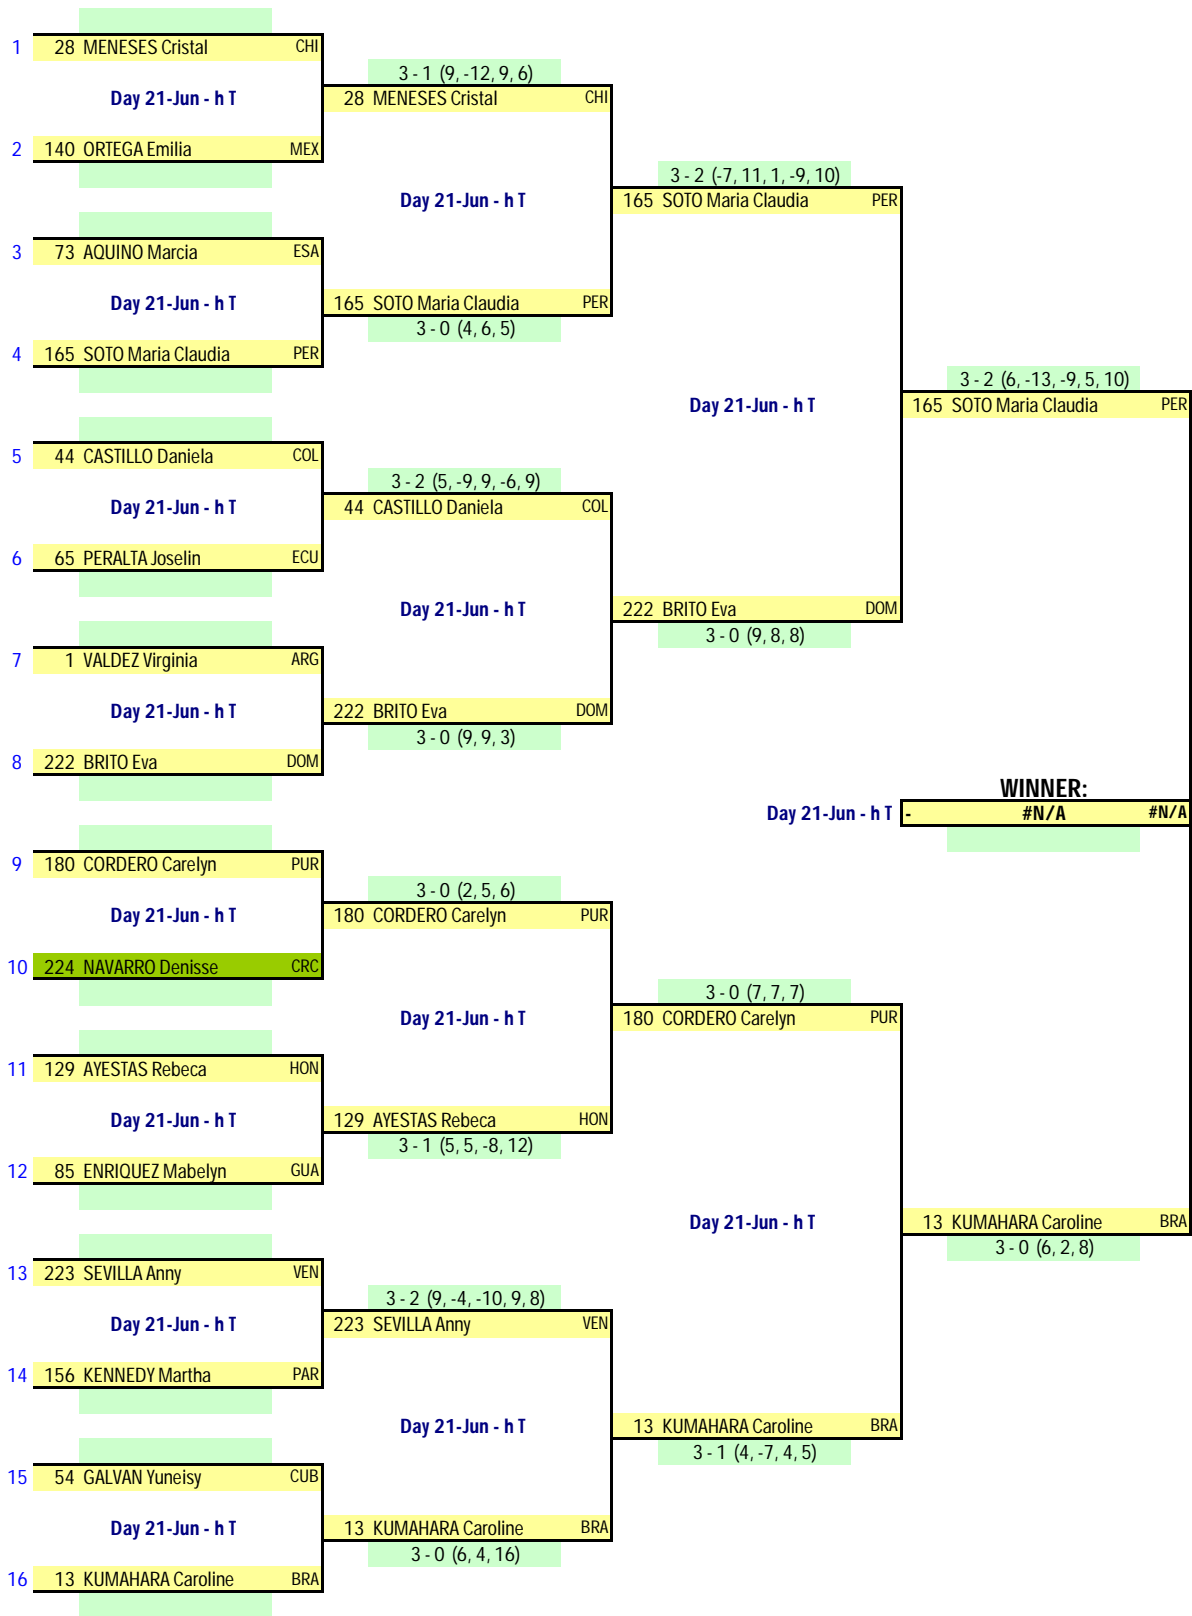 1 28 MENESES Cristal CHI
3 - 1 (9, -12, 9, 6)
Day 21-Jun - h T 28 MENESES Cristal CHI
2 140 ORTEGA Emilia MEX
3 - 2 (-7, 11, 1, -9, 10)
Day 21-Jun - h T 165 SOTO Maria Claudia PER
3 73 AQUINO Marcia ESA
Day 21-Jun - h T 165 SOTO Maria Claudia PER
3 - 0 (4, 6, 5)
4 165 SOTO Maria Claudia PER
3 - 2 (6, -13, -9, 5, 10)
Day 21-Jun - h T 165 SOTO Maria Claudia PER
5 44 CASTILLO Daniela COL
3 - 2 (5, -9, 9, -6, 9)
Day 21-Jun - h T 44 CASTILLO Daniela COL
6 65 PERALTA Joselin ECU
Day 21-Jun - h T 222 BRITO Eva DOM
3 - 0 (9, 8, 8)
7 1 VALDEZ Virginia ARG
Day 21-Jun - h T 222 BRITO Eva DOM
3 - 0 (9, 9, 3)
8 222 BRITO Eva DOM
WINNER:
Day 21-Jun - h T - #N/A #N/A
9 180 CORDERO Carelyn PUR
3 - 0 (2, 5, 6)
Day 21-Jun - h T 180 CORDERO Carelyn PUR
10 224 NAVARRO Denisse CRC
3 - 0 (7, 7, 7)
Day 21-Jun - h T 180 CORDERO Carelyn PUR
11 129 AYESTAS Rebeca HON
Day 21-Jun - h T 129 AYESTAS Rebeca HON
3 - 1 (5, 5, -8, 12)
12 85 ENRIQUEZ Mabelyn GUA
Day 21-Jun - h T 13 KUMAHARA Caroline BRA
3 - 0 (6, 2, 8)
13 223 SEVILLA Anny VEN
3 - 2 (9, -4, -10, 9, 8)
Day 21-Jun - h T 223 SEVILLA Anny VEN
14 156 KENNEDY Martha PAR
Day 21-Jun - h T 13 KUMAHARA Caroline BRA
3 - 1 (4, -7, 4, 5)
15 54 GALVAN Yuneisy CUB
Day 21-Jun - h T 13 KUMAHARA Caroline BRA
3 - 0 (6, 4, 16)
16 13 KUMAHARA Caroline BRA